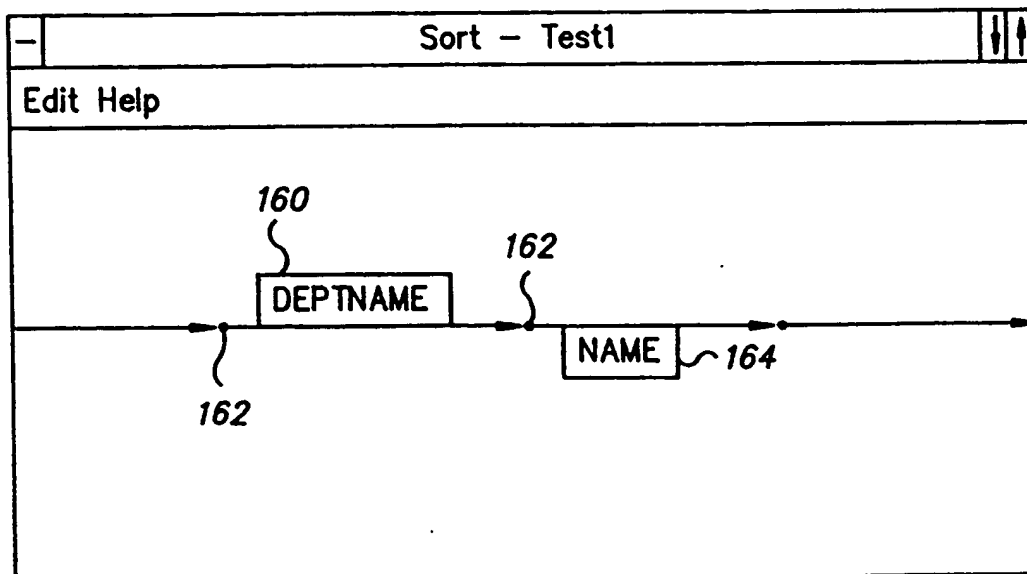 Sort – Test1
Edit Help
160
162
DEPTNAME
NAME
164
162